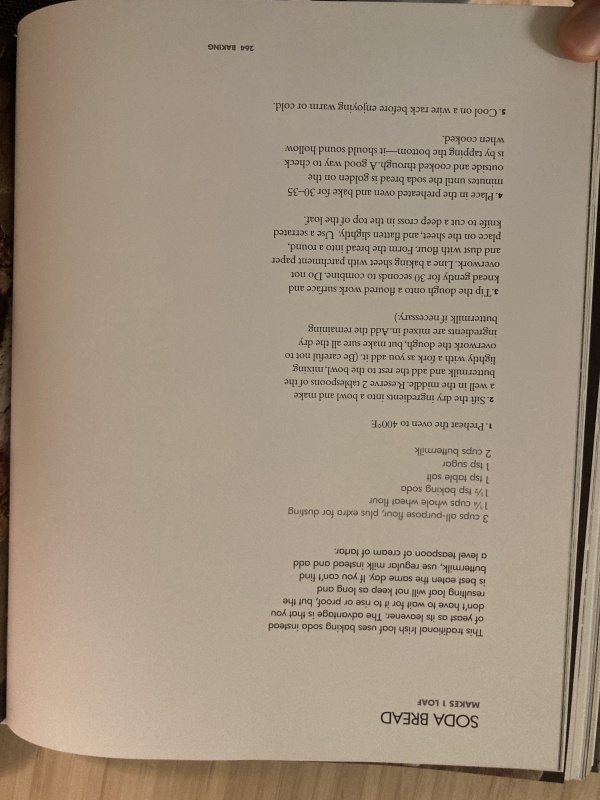 SODA BREAD
MAKES 1 LOAF
This traditional Irish loaf uses baking soda instead
of yeast as its leavener. The advantage is that you
don't have to wait for it to rise or proof, but the
resulting loaf will not keep as long and
is best eaten the same day. If you can't find
buttermilk, use regular milk instead and add
a level teaspoon of cream of tartar.
3 cups all-purpose flour, plus extra for dusting
1¼ cups whole wheat flour
1½ tsp baking soda
1 tsp table salt
1 tsp sugar
2 cups buttermilk
1. Preheat the oven to 400°F
2. Sift the dry ingredients into a bowl and make
a well in the middle. Reserve 2 tablespoons of the
buttermilk and add the rest to the bowl, mixing
lightly with a fork as you add it. (Be careful not to
overwork the dough, but make sure all the dry
ingredients are mixed in. Add the remaining
buttermilk if necessary.)
3. Tip the dough onto a floured work surface and
knead gently for 30 seconds to combine. Do not
overwork. Line a baking sheet with parchment paper
and dust with flour. Form the bread into a round,
place on the sheet, and flatten slightly. Use a serrated
knife to cut a deep cross in the top of the loaf.
4. Place in the preheated oven and bake for 30–35
minutes until the soda bread is golden on the
outside and cooked through. A good way to check
is by tapping the bottom—it should sound hollow
when cooked.
5. Cool on a wire rack before enjoying warm or cold.
264 BAKING